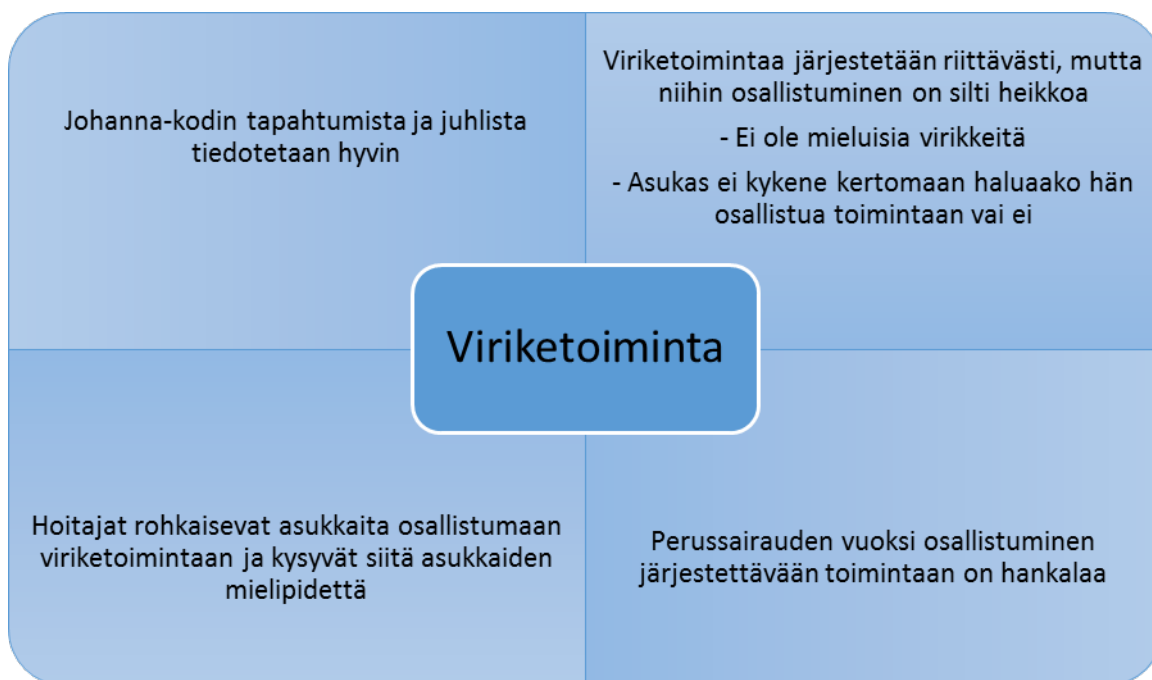 Johanna-kodin tapahtumista ja juhlista
tiedotetaan hyvin
Viriketoimintaa järjestetään riittävästi, mutta
niihin osallistuminen on silti heikkoa
- Ei ole mieluisia virikkeitä
- Asukas ei kykene kertomaan haluaako hän
osallistua toimintaan vai ei
Viriketoiminta
Hoitajat rohkaisevat asukkaita osallistumaan
viriketoimintaan ja kysyvät siitä asukkaiden
mielipidettä
Perussairauden vuoksi osallistuminen
järjestettävään toimintaan on hankalaa